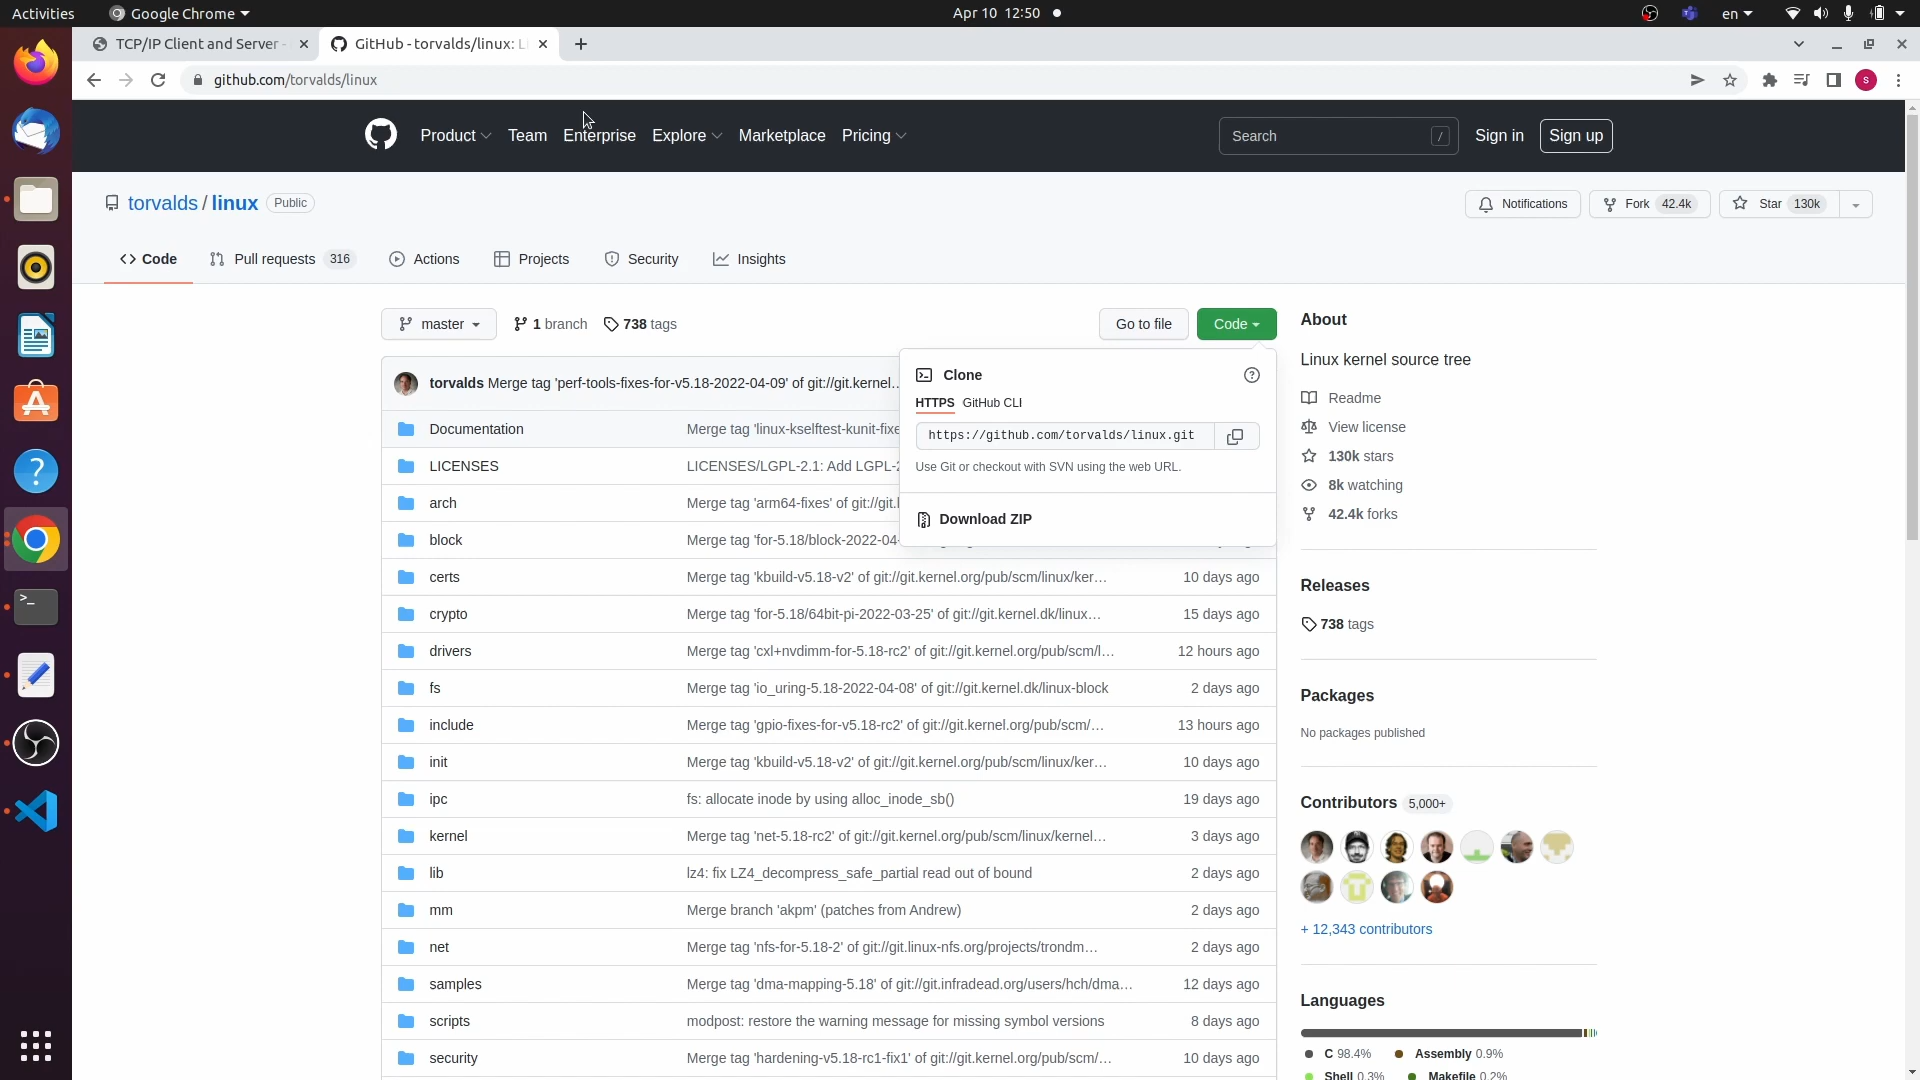 Activities
Google Chrome
Apr 10 12:50
en
TCP/IP Client and Server -
GitHub - torvalds/linux: L
github.com/torvalds/linux
s
Product
Team
Enterprise
Explore
Marketplace
Pricing
Search
/
Sign in
Sign up
torvalds / linux
Public
Notifications
Fork 42.4k
Star 130k
Code
Pull requests 316
Actions
Projects
Security
Insights
master
1 branch
738 tags
Go to file
Code
torvalds Merge tag 'perf-tools-fixes-for-v5.18-2022-04-09' of git://git.kernel…
Clone
HTTPS GitHub CLI
https://github.com/torvalds/linux.git
Use Git or checkout with SVN using the web URL.
Download ZIP
Documentation Merge tag 'linux-kselftest-kunit-fixe
LICENSES LICENSES/LGPL-2.1: Add LGPL-2
arch Merge tag 'arm64-fixes' of git://git.
block Merge tag 'for-5.18/block-2022-04-
certs Merge tag 'kbuild-v5.18-v2' of git://git.kernel.org/pub/scm/linux/ker… 10 days ago
crypto Merge tag 'for-5.18/64bit-pi-2022-03-25' of git://git.kernel.dk/linux… 15 days ago
drivers Merge tag 'cxl+nvdimm-for-5.18-rc2' of git://git.kernel.org/pub/scm/l… 12 hours ago
fs Merge tag 'io_uring-5.18-2022-04-08' of git://git.kernel.dk/linux-block 2 days ago
include Merge tag 'gpio-fixes-for-v5.18-rc2' of git://git.kernel.org/pub/scm/… 13 hours ago
init Merge tag 'kbuild-v5.18-v2' of git://git.kernel.org/pub/scm/linux/ker… 10 days ago
ipc fs: allocate inode by using alloc_inode_sb() 19 days ago
kernel Merge tag 'net-5.18-rc2' of git://git.kernel.org/pub/scm/linux/kernel… 3 days ago
lib lz4: fix LZ4_decompress_safe_partial read out of bound 2 days ago
mm Merge branch 'akpm' (patches from Andrew) 2 days ago
net Merge tag 'nfs-for-5.18-2' of git://git.linux-nfs.org/projects/trondm… 2 days ago
samples Merge tag 'dma-mapping-5.18' of git://git.infradead.org/users/hch/dma… 12 days ago
scripts modpost: restore the warning message for missing symbol versions 8 days ago
security Merge tag 'hardening-v5.18-rc1-fix1' of git://git.kernel.org/pub/scm/… 10 days ago
About
Linux kernel source tree
Readme
View license
130k stars
8k watching
42.4k forks
Releases
738 tags
Packages
No packages published
Contributors 5,000+
+ 12,343 contributors
Languages
C 98.4% Assembly 0.9%
Shell 0.3% Makefile 0.2%